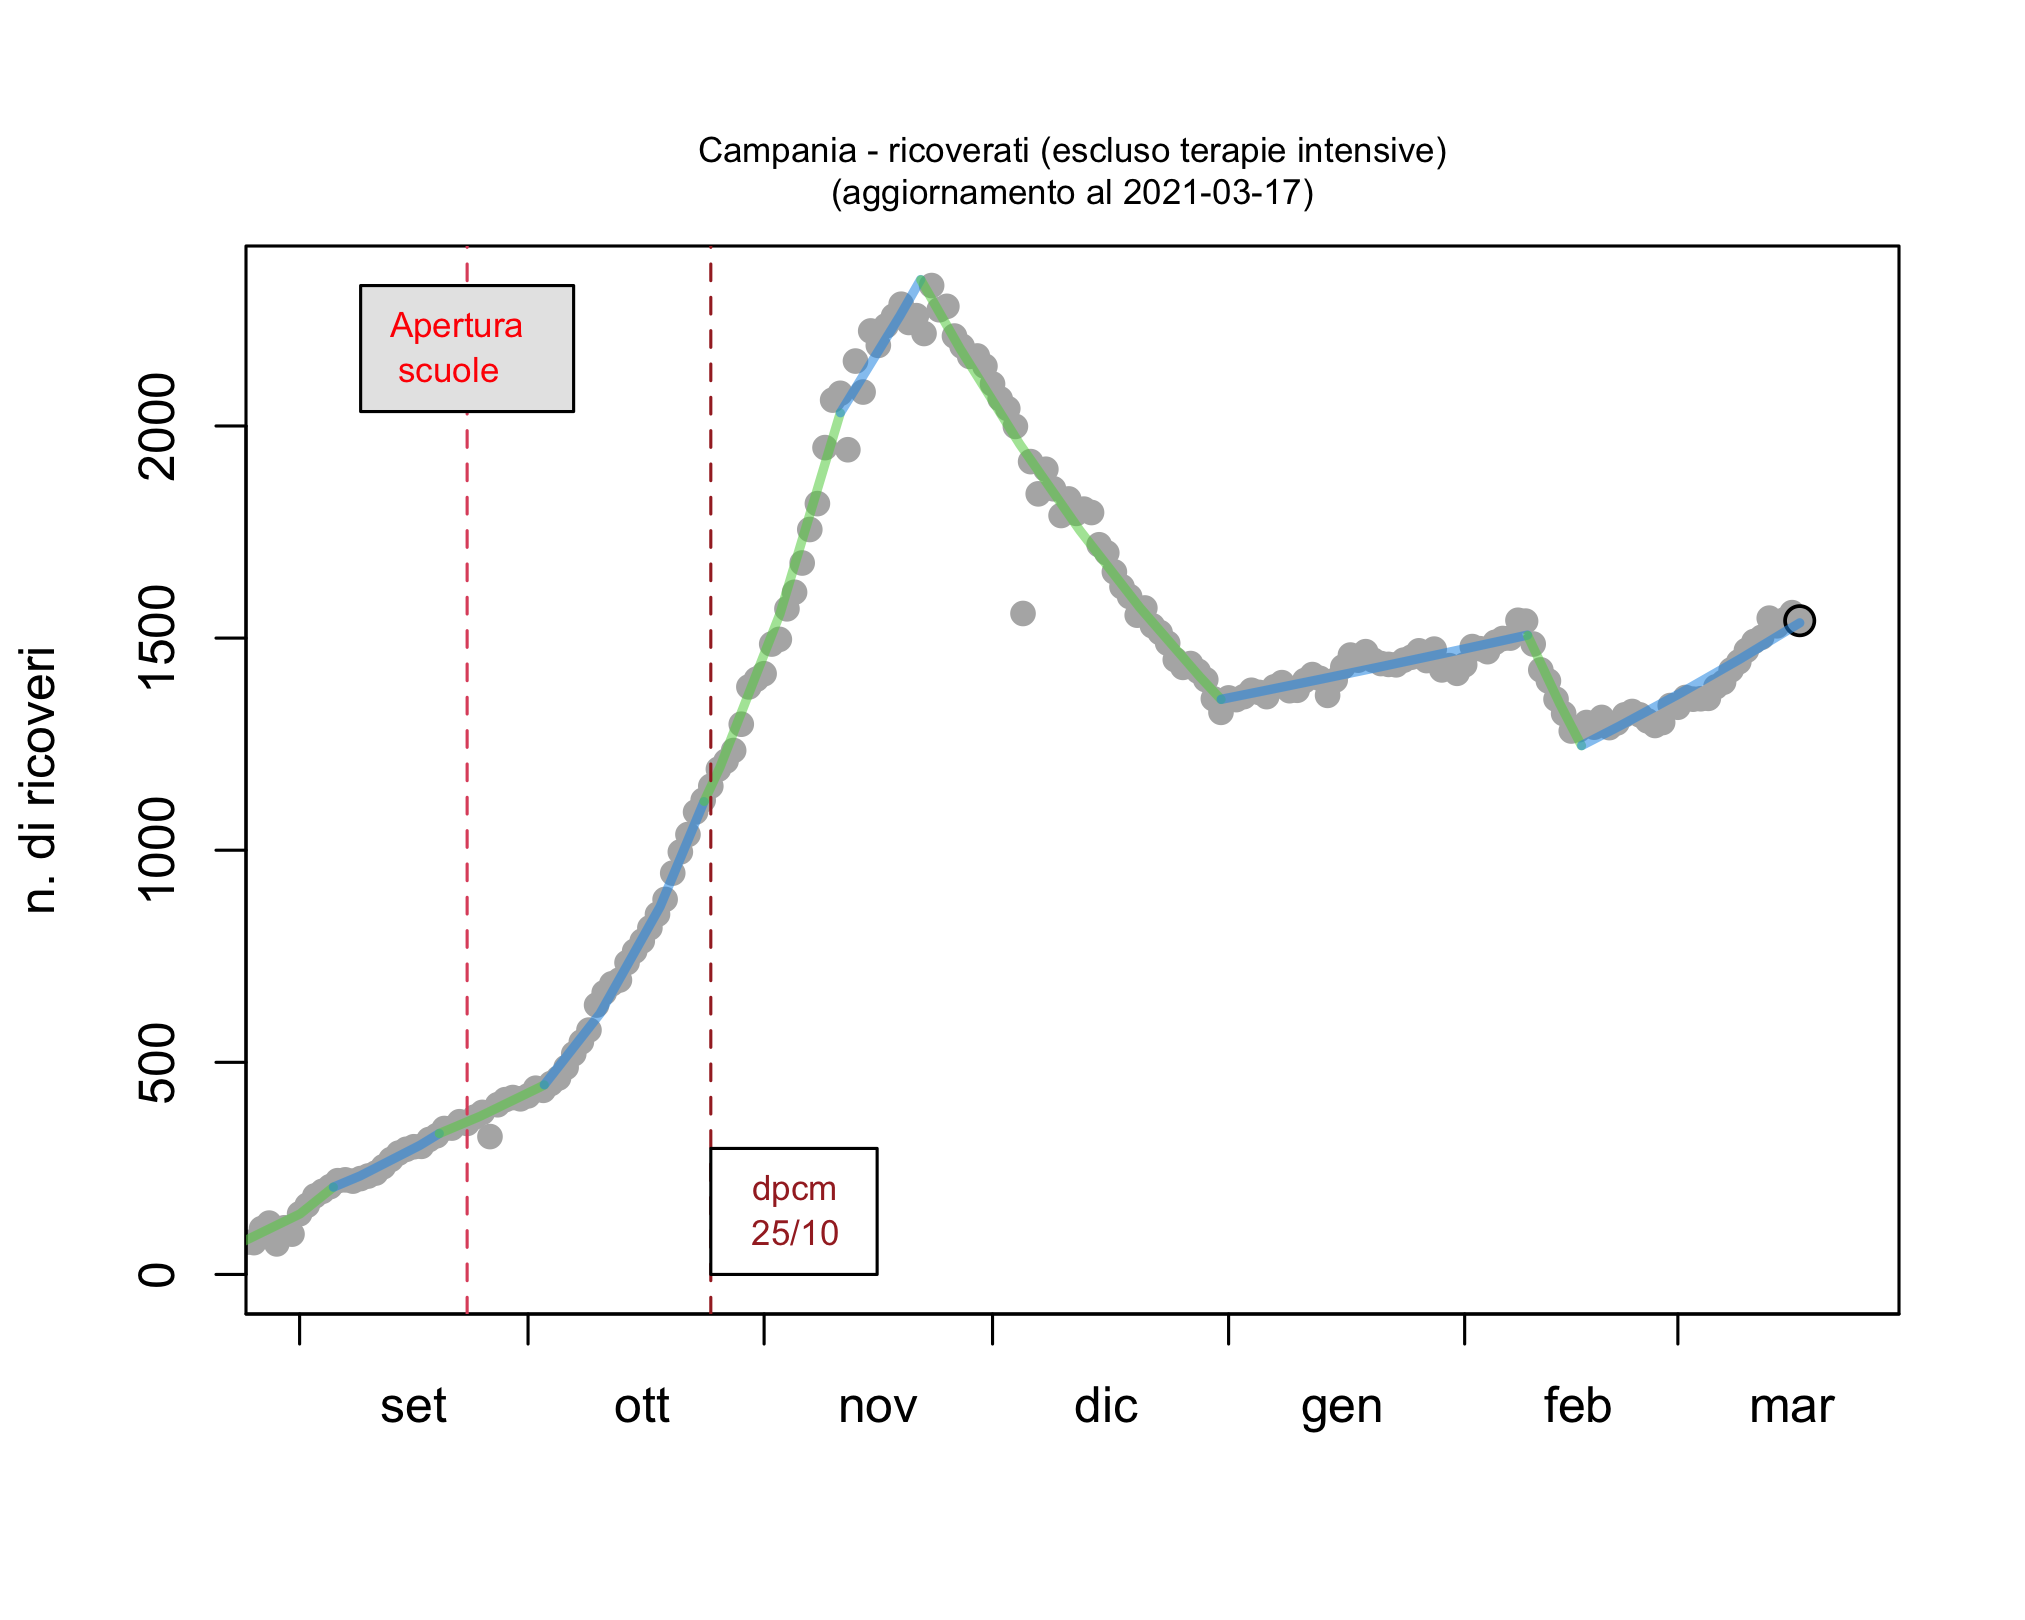 Campania - ricoverati (escluso terapie intensive)
(aggiornamento al 2021-03-17)
Apertura
scuole
n. di ricoveri
2000
1500
1000
500
0
dpcm
25/10
set ott nov dic gen feb mar